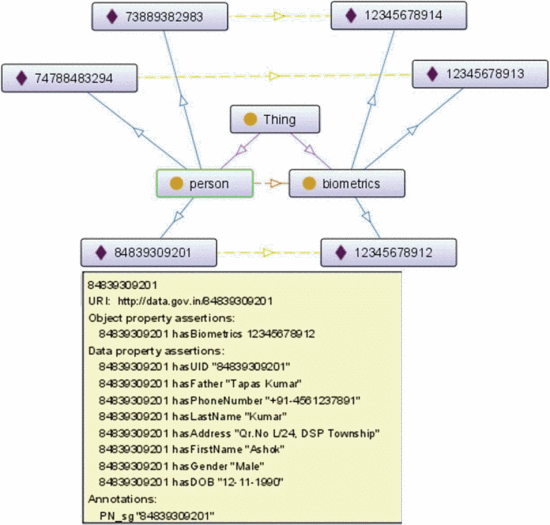 73889382983
12345678914
74788483294
12345678913
Thing
person
biometrics
84839309201
12345678912
84839309201
URI: http://data.gov.in/84839309201
Object property assertions:
84839309201 hasBiometrics 12345678912
Data property assertions:
84839309201 hasUID "84839309201"
84839309201 hasFather "Tapas Kumar"
84839309201 hasPhoneNumber "+91-4561237891"
84839309201 hasLastName "Kumar"
84839309201 hasAddress "Qr.No L/24, DSP Township"
84839309201 hasFirstName "Ashok"
84839309201 hasGender "Male"
84839309201 hasDOB "12-11-1990"
Annotations:
PN_sg "84839309201"